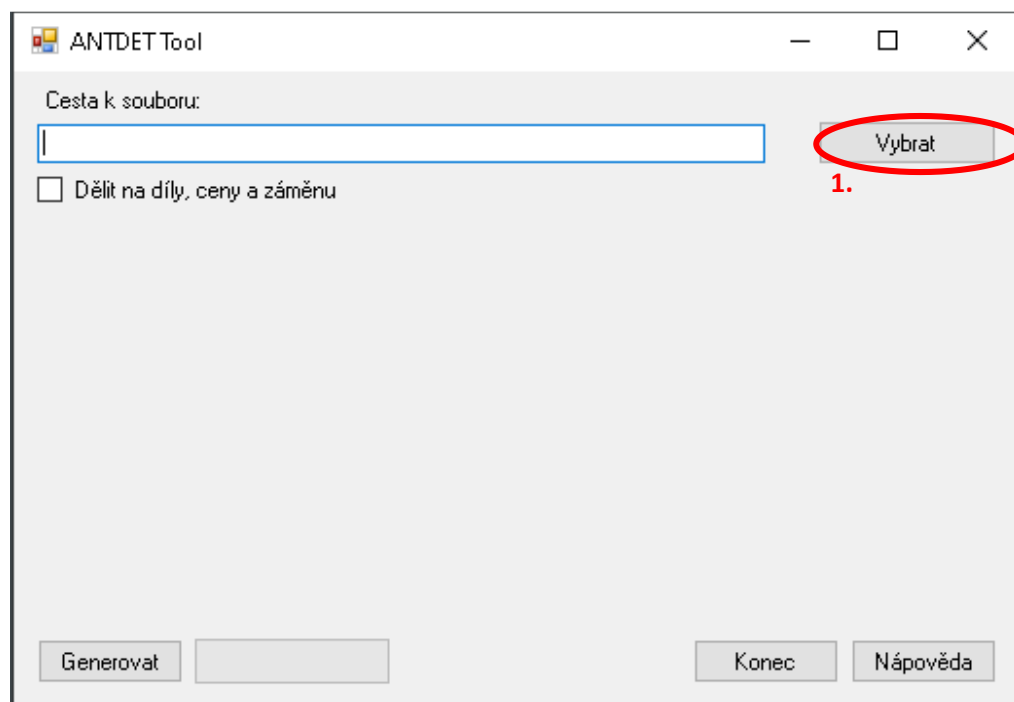 ANTDET Tool
Cesta k souboru:
Vybrat
1.
Dělit na díly, ceny a záměnu
Generovat
Konec
Nápověda